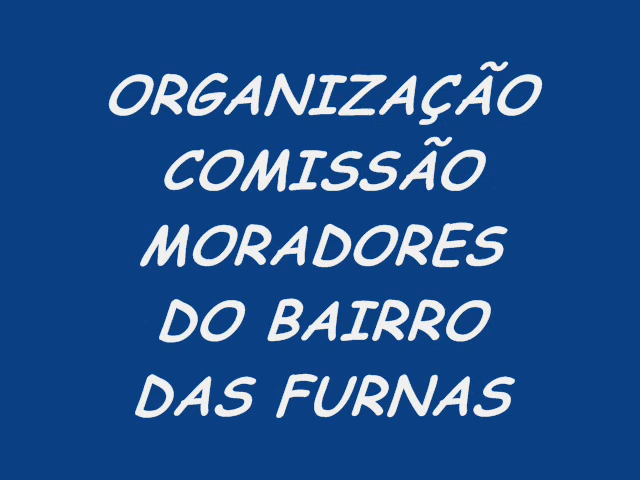 ORGANIZAÇÃO
COMISSÃO
MORADORES
DO BAIRRO
DAS FURNAS